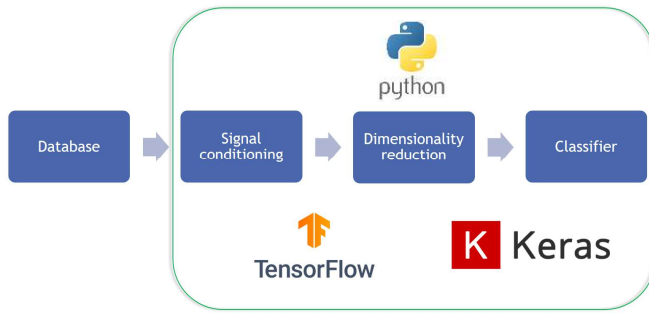 python
Database
Signal
conditioning
Dimensionality
reduction
Classifier
TensorFlow
K Keras